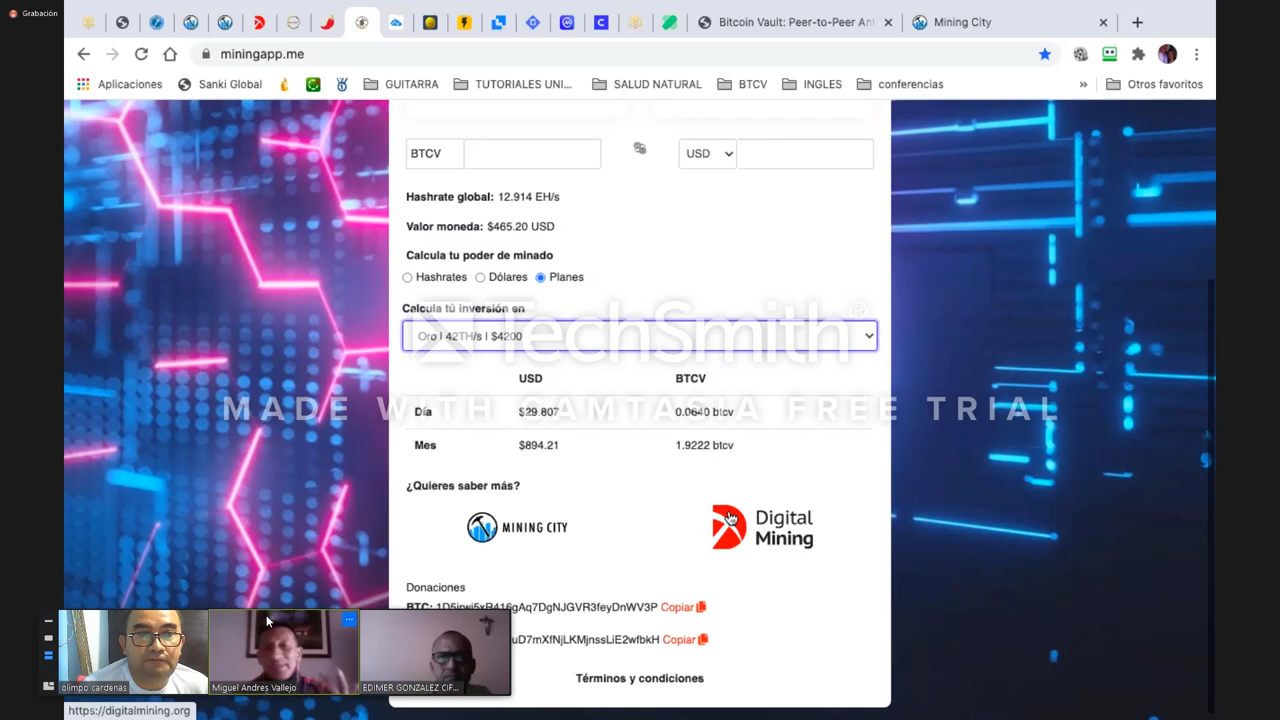 Grabación
Bitcoin Vault: Peer-to-Peer An
Mining City
miningapp.me
Aplicaciones
Sanki Global
GUITARRA
TUTORIALES UNI...
SALUD NATURAL
BTCV
INGLES
conferencias
»
Otros favoritos
BTCV
USD
Hashrate global: 12.914 EH/s
Valor moneda: $465.20 USD
Calcula tu poder de minado
Hashrates Dólares Planes
Calcula tú inversión en
Oro | 42TH/s | $4200
TechSmith®
USD BTCV
MADE WITH CAMTASIA FREE TRIAL
Día $29.807 0.0640 btcv
Mes $894.21 1.9222 btcv
¿Quieres saber más?
MINING CITY
Digital
Mining
Donaciones
BTC: Copiar
uD7mXfNjLKMjnssLiE2wfbkH Copiar
Términos y condiciones
olimpo cardenas
Miguel Andres Vallejo
EDIMER GONZALEZ CIF...
https://digitalmining.org